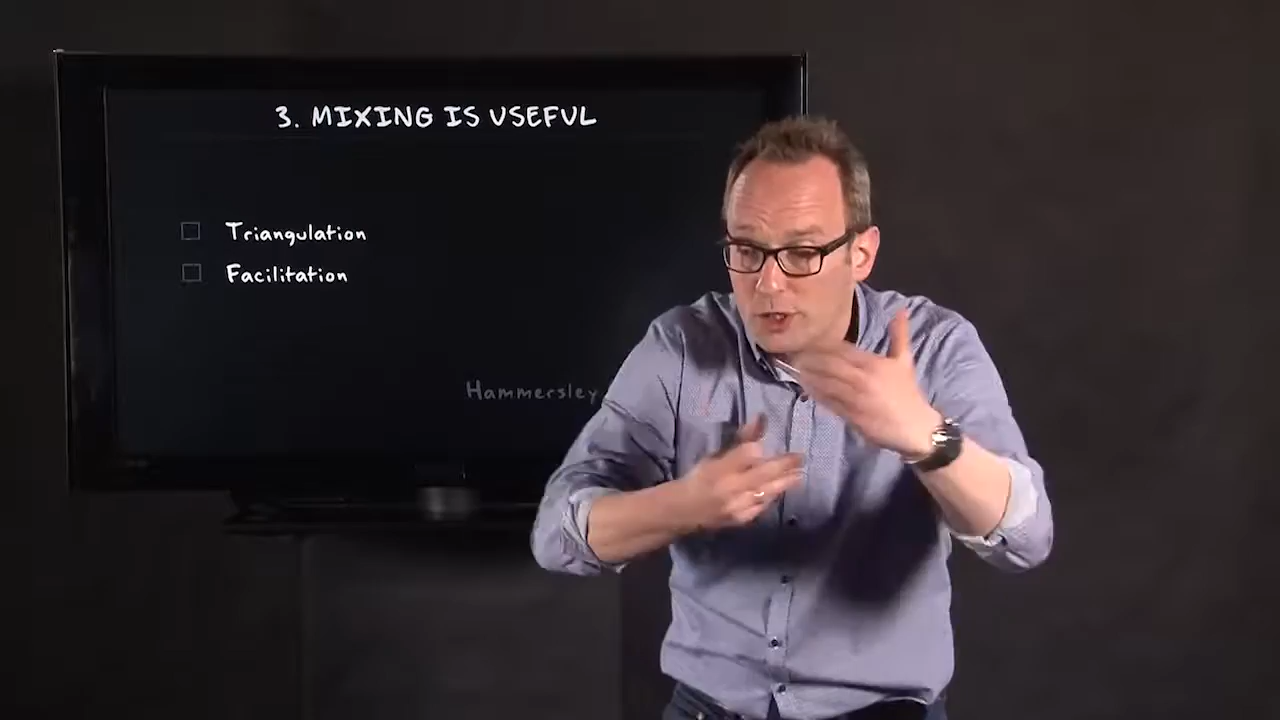 3. MIXING IS USEFUL
Triangulation
Facilitation
Hammersley